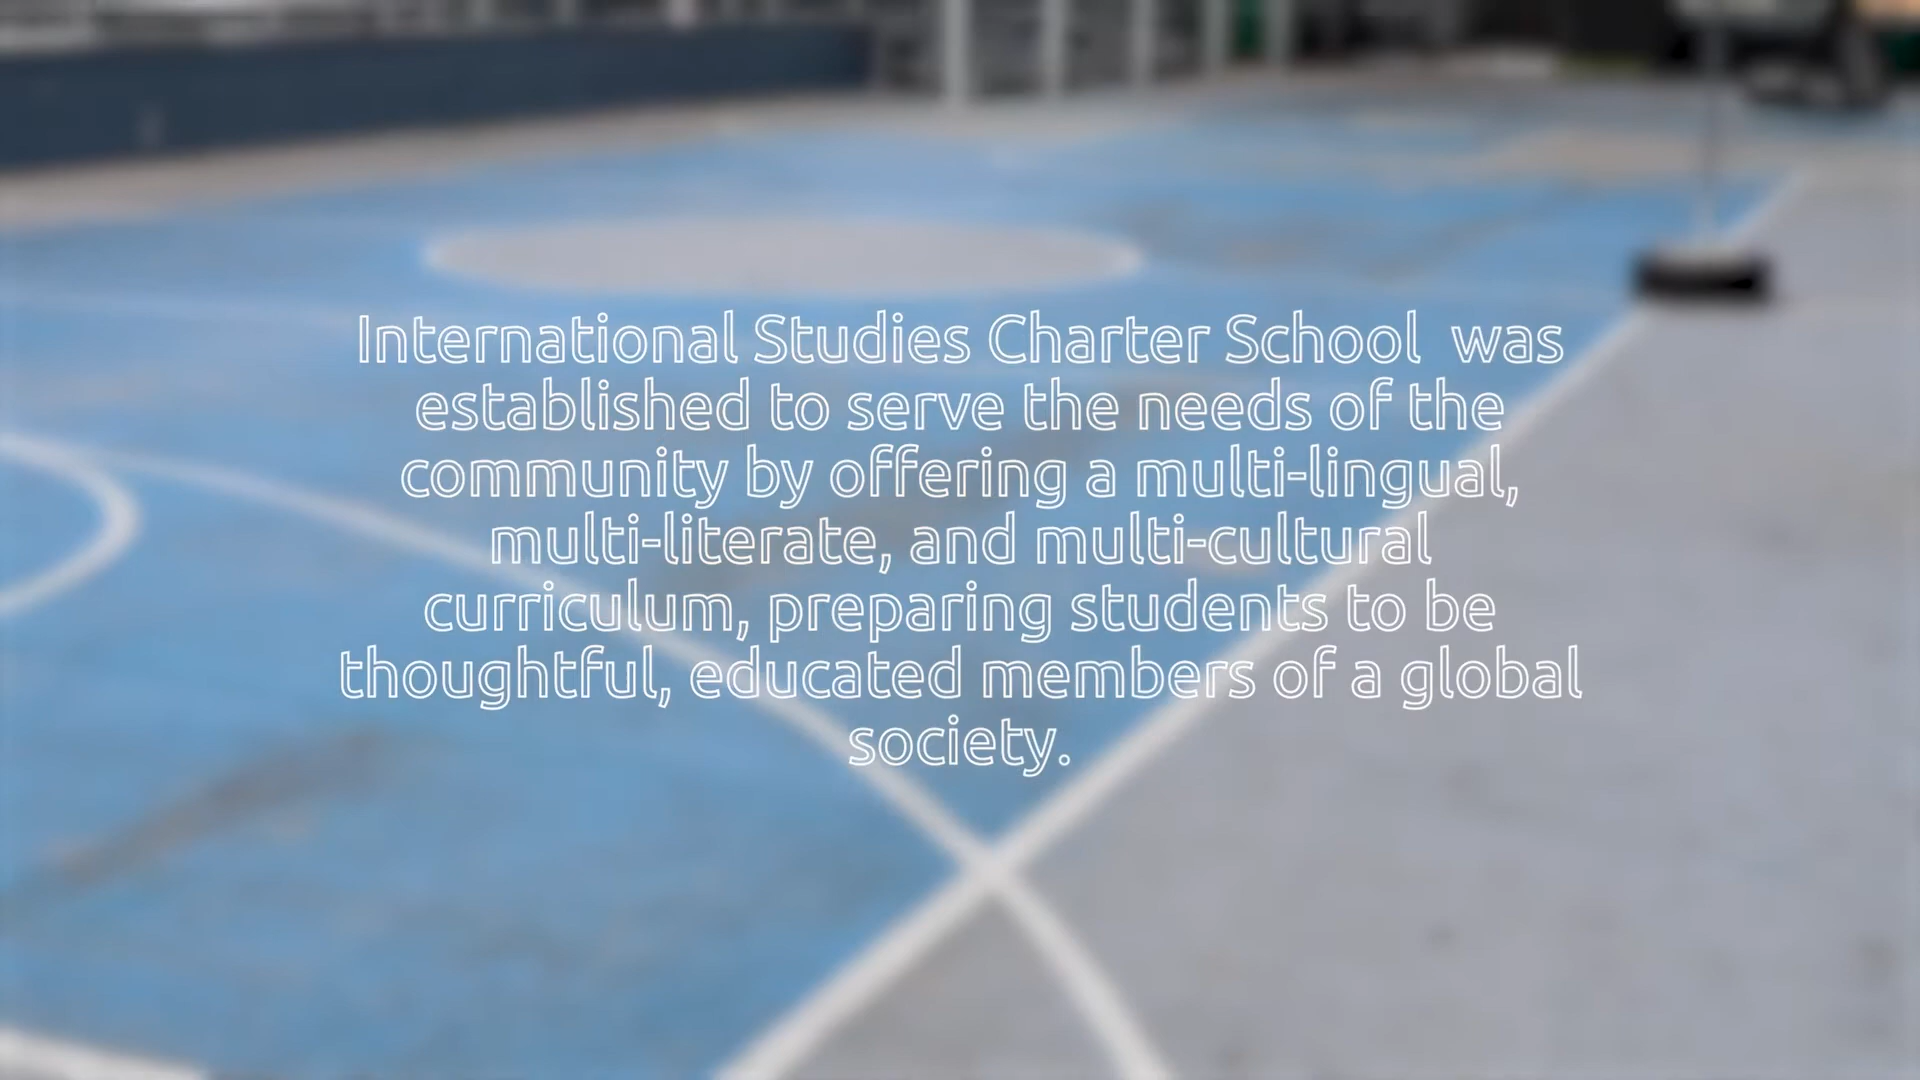 International Studies Charter School  was
established to serve the needs of the
community by offering a multi-lingual,
multi-literate, and multi-cultural
curriculum, preparing students to be
thoughtful, educated members of a global
society.